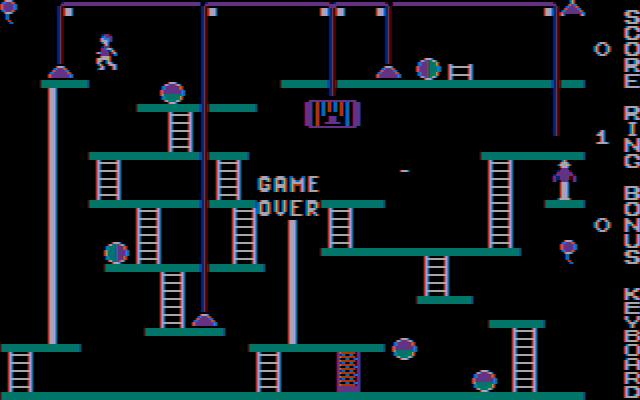 GAME
OVER
SCORE
0
RING
1
BONUS
0
KEYBOARD